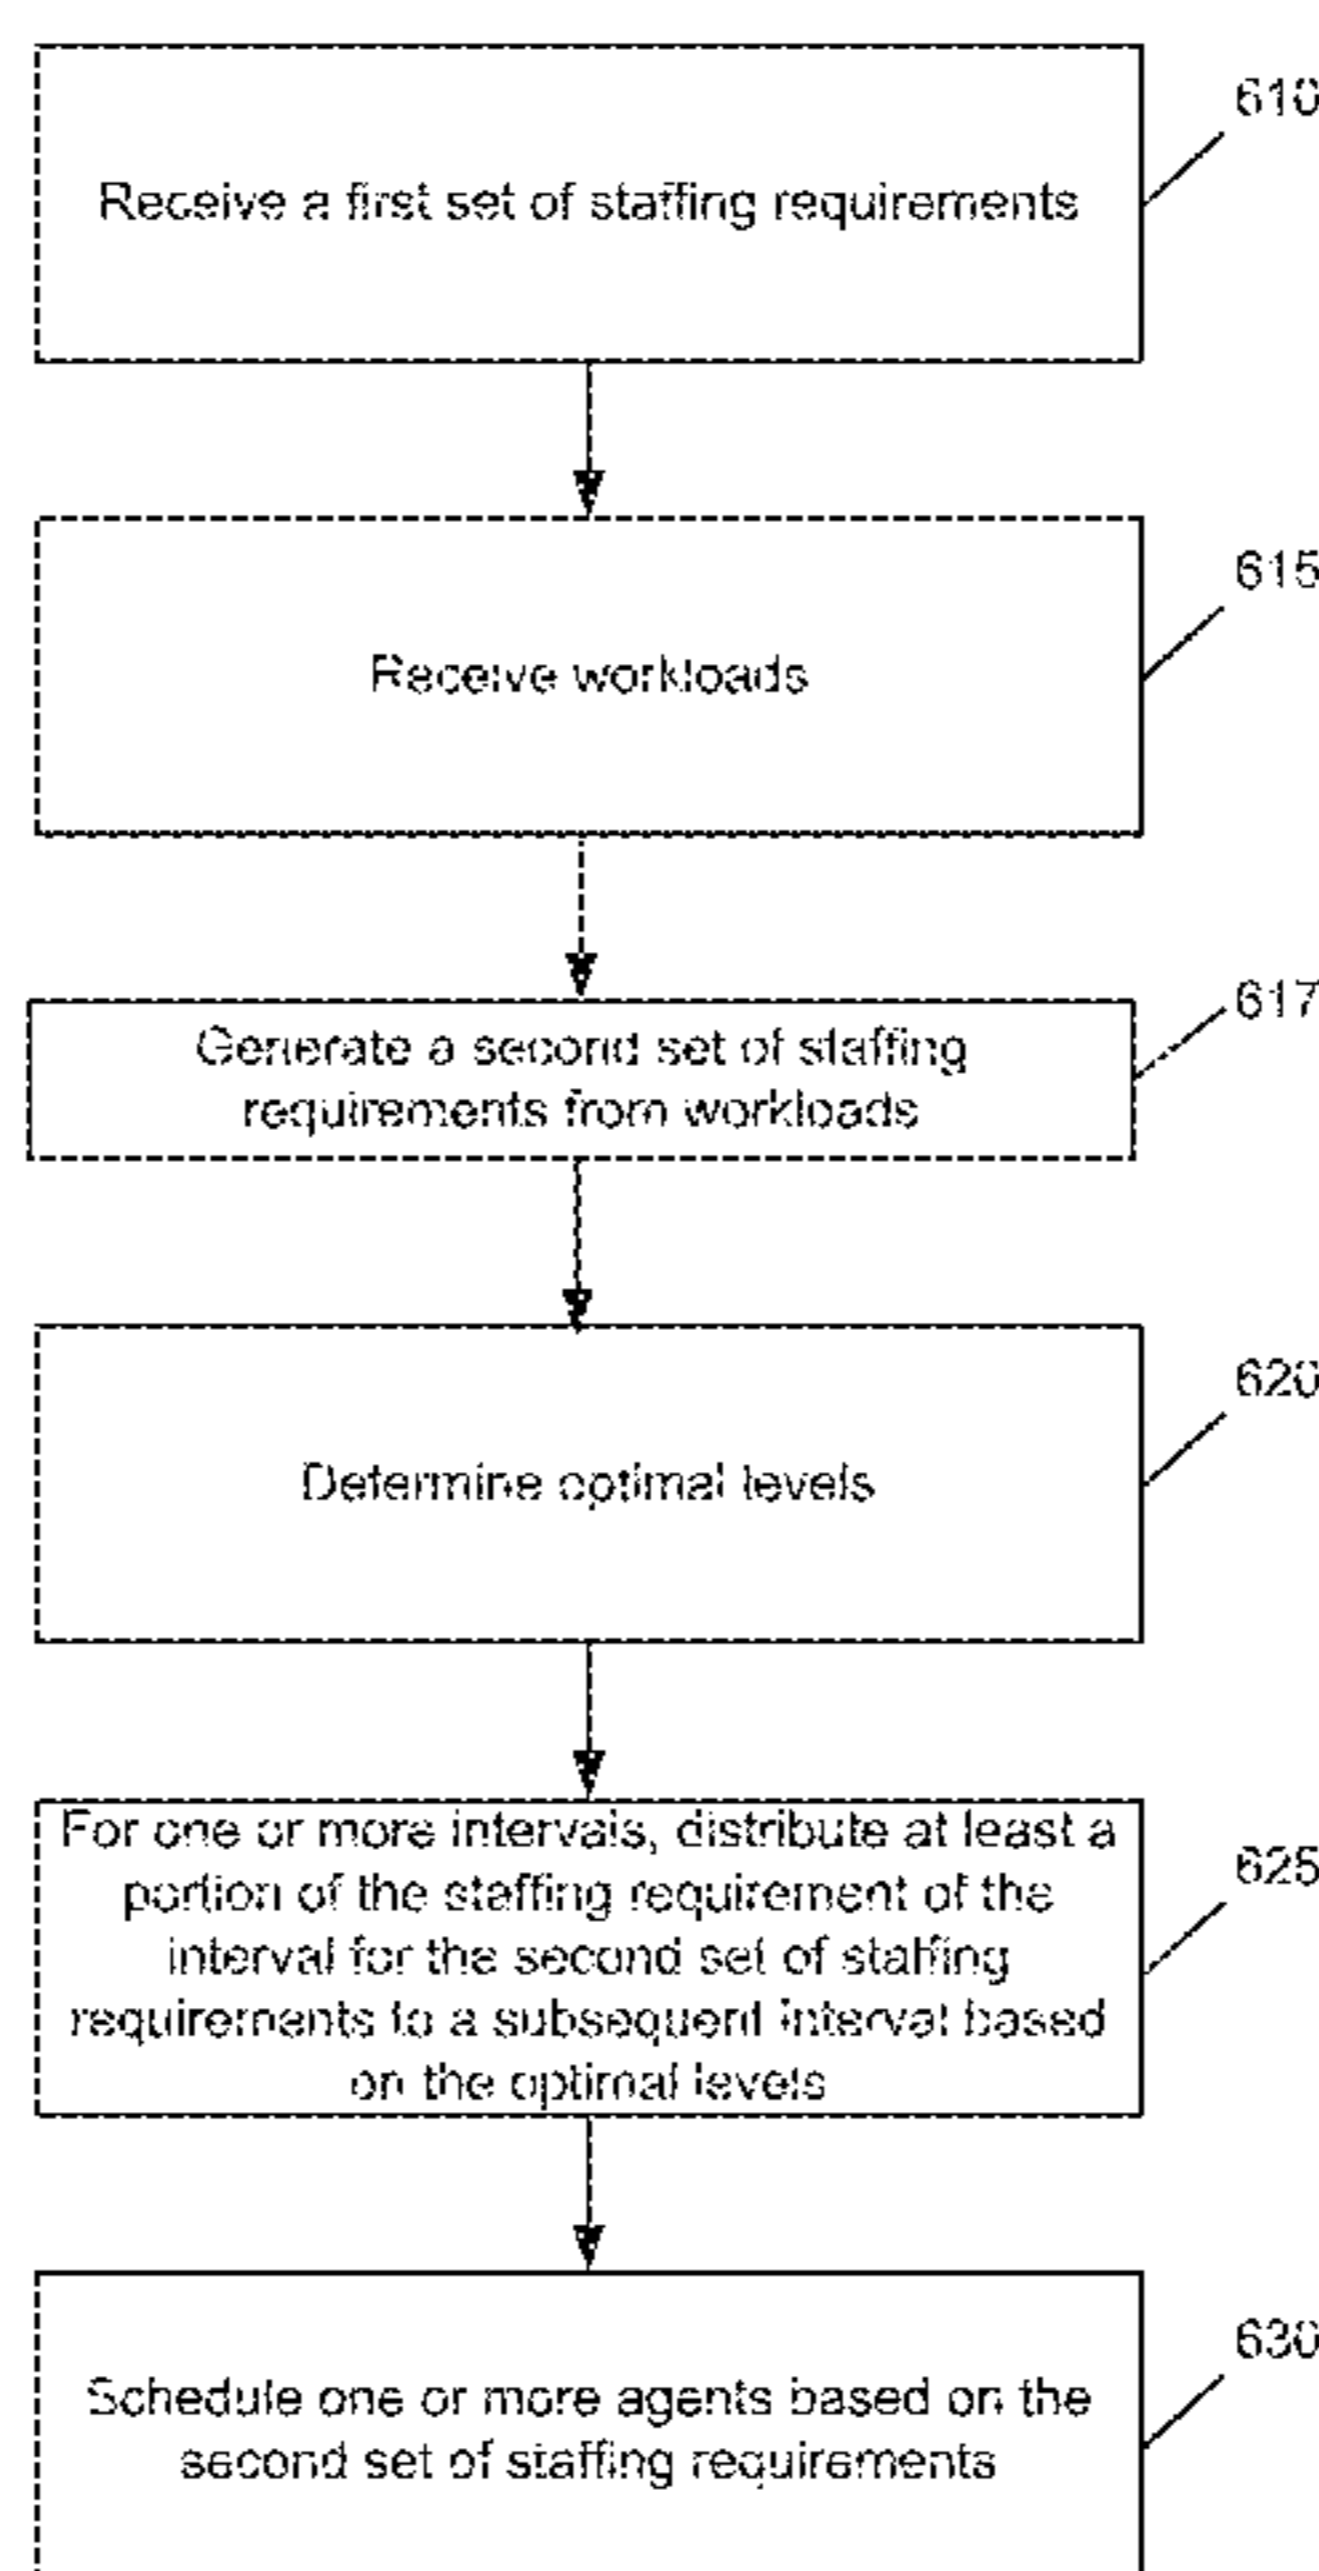 610
Receive a first set of staffing requirements
615
Receive workloads
617
Generate a second set of staffing
requirements from workloads
620
Determine optimal levels
For one or more intervals, distribute at least a
625
portion of the staffing requirement of the
interval for the second set of staffing
requirements to a subsequent interval based
on the optimal levels
630
Schedule one or more agents based on the
second set of staffing requirements